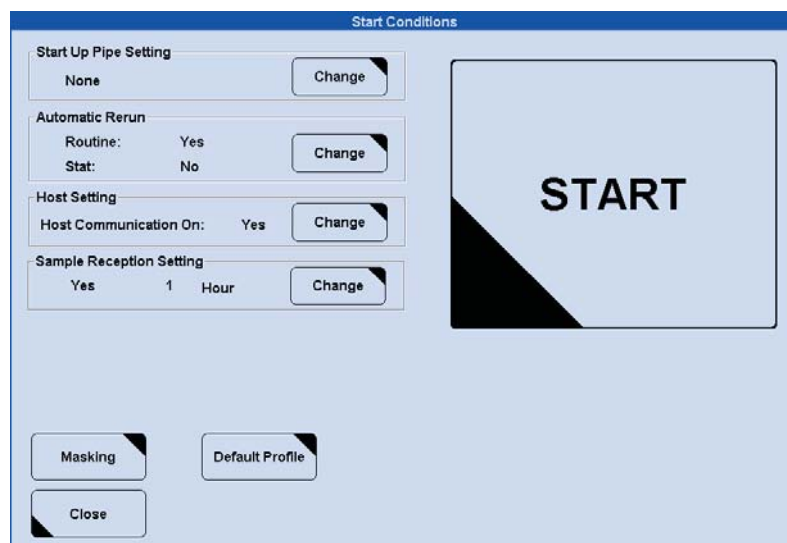 Start Conditions
Start Up Pipe Setting
None
Change
Automatic Rerun
Routine: Yes
Stat: No
Change
Host Setting
Host Communication On: Yes
Change
Sample Reception Setting
Yes 1 Hour
Change
START
Masking
Default Profile
Close